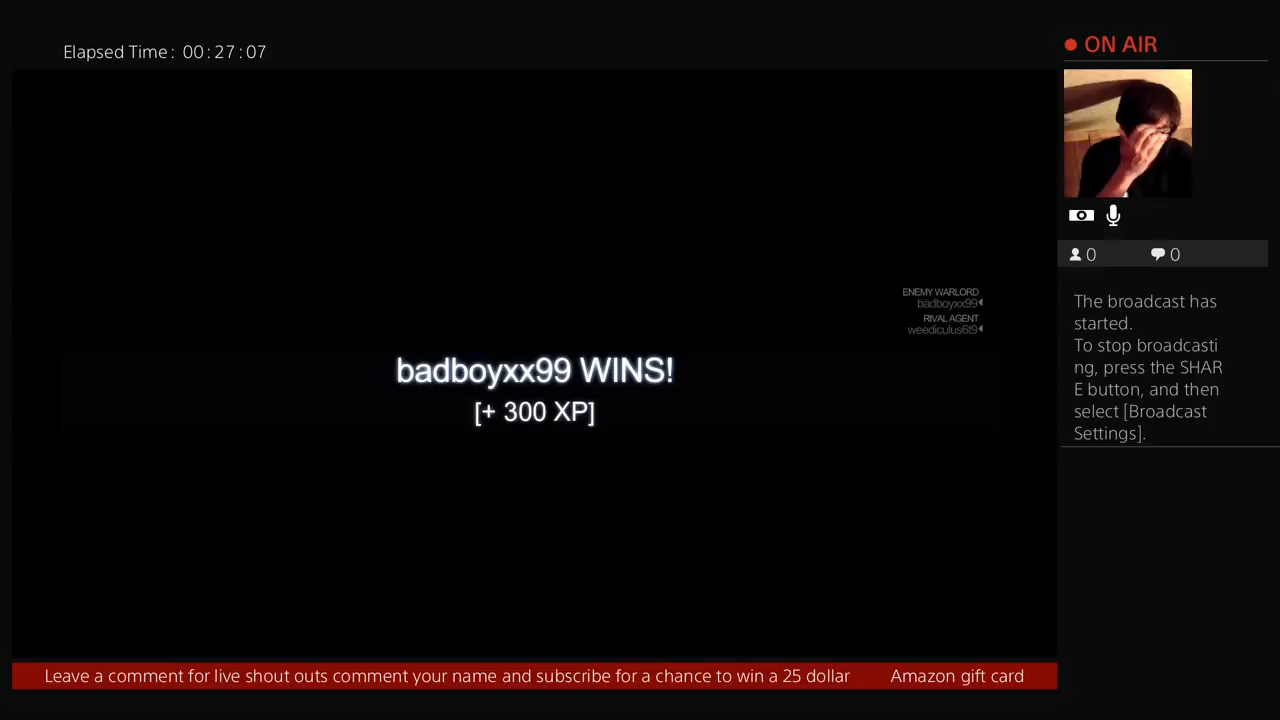 Elapsed Time: 00:27:07
ON AIR
0 0
The broadcast has
started.
To stop broadcasti
ng, press the SHAR
E button, and then
select [Broadcast
Settings].
ENEMY WARLORD
badboyxx99
RIVAL AGENT
weediculus6t9
badboyxx99 WINS!
[+ 300 XP]
Leave a comment for live shout outs comment your name and subscribe for a chance to win a 25 dollar Amazon gift card